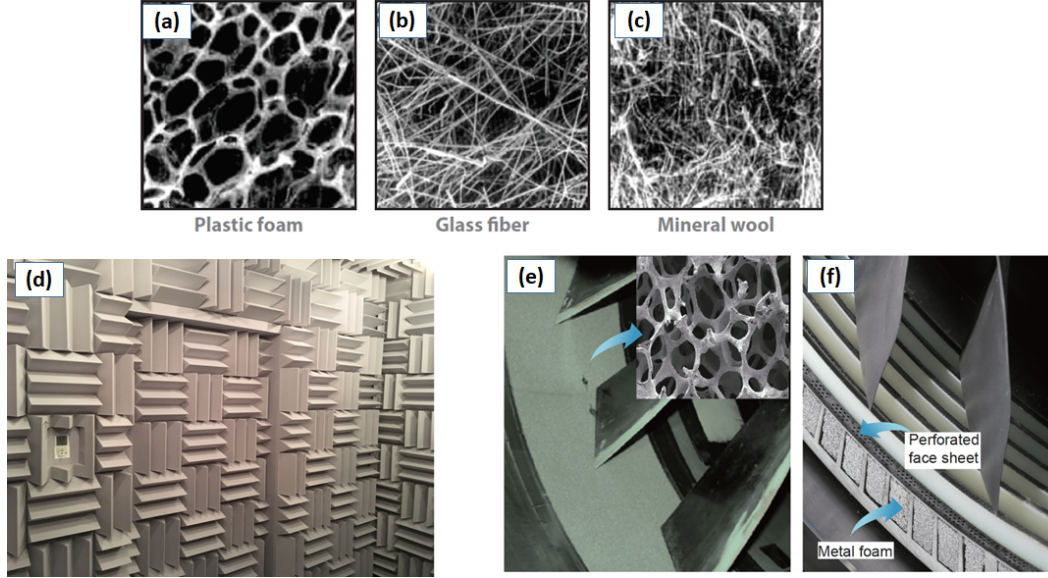 (a)
(b)
(c)
Plastic foam
Glass fiber
Mineral wool
(d)
(e)
(f)
Perforated
face sheet
Metal foam